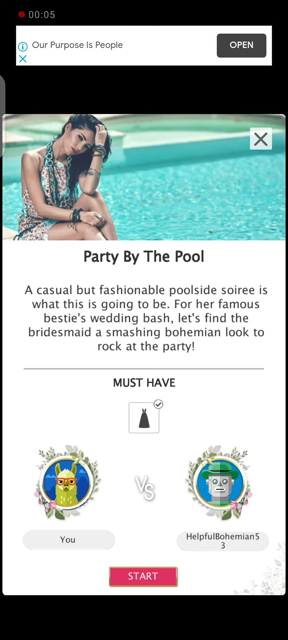 00:05
Our Purpose Is People
OPEN
Party By The Pool
A casual but fashionable poolside soiree is
what this is going to be. For her famous
bestie's wedding bash, let's find the
bridesmaid a smashing bohemian look to
rock at the party!
MUST HAVE
VS
You
HelpfulBohemian5
3
START